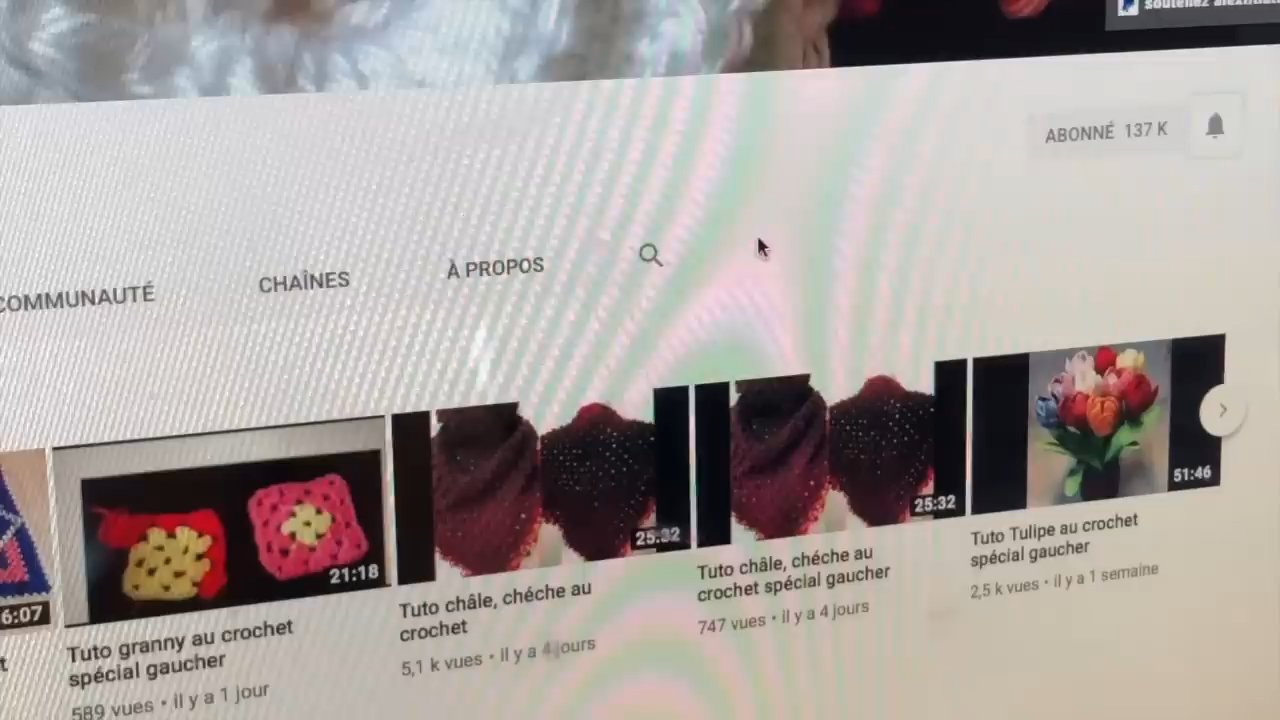 soutenez
ABONNÉ 137 K
COMMUNAUTÉ
CHAÎNES
À PROPOS
6:07
21:18
25:32
25:32
51:46
t
Tuto granny au crochet
spécial gaucher
589 vues • il y a 1 jour
Tuto châle, chéche au
crochet
5,1 k vues • il y a 4 jours
Tuto châle, chéche au
crochet spécial gaucher
747 vues • il y a 4 jours
Tuto Tulipe au crochet
spécial gaucher
2,5 k vues • il y a 1 semaine